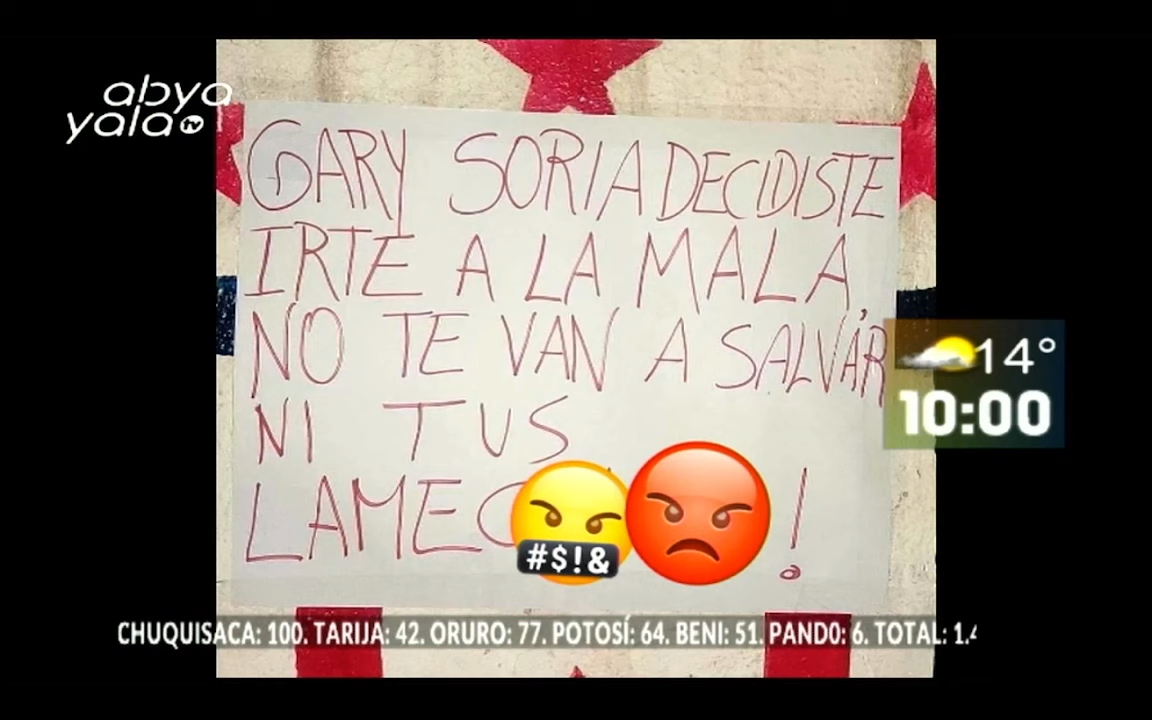 abya
yala tv
GARY SORIA DECIDISTE
IRTE A LA MALA,
NO TE VAN A SALVAR
NI TUS
LAMEC !
#$!&
14°
10:00
CHUQUISACA: 100. TARIJA: 42. ORURO: 77. POTOSÍ: 64. BENI: 51. PANDO: 6. TOTAL: 1.4